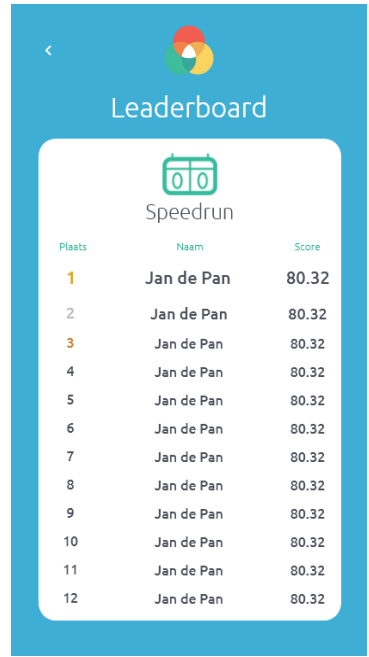 Leaderboard
0 0
Speedrun
Plaats Naam Score
1 Jan de Pan 80.32
2 Jan de Pan 80.32
3 Jan de Pan 80.32
4 Jan de Pan 80.32
5 Jan de Pan 80.32
6 Jan de Pan 80.32
7 Jan de Pan 80.32
8 Jan de Pan 80.32
9 Jan de Pan 80.32
10 Jan de Pan 80.32
11 Jan de Pan 80.32
12 Jan de Pan 80.32